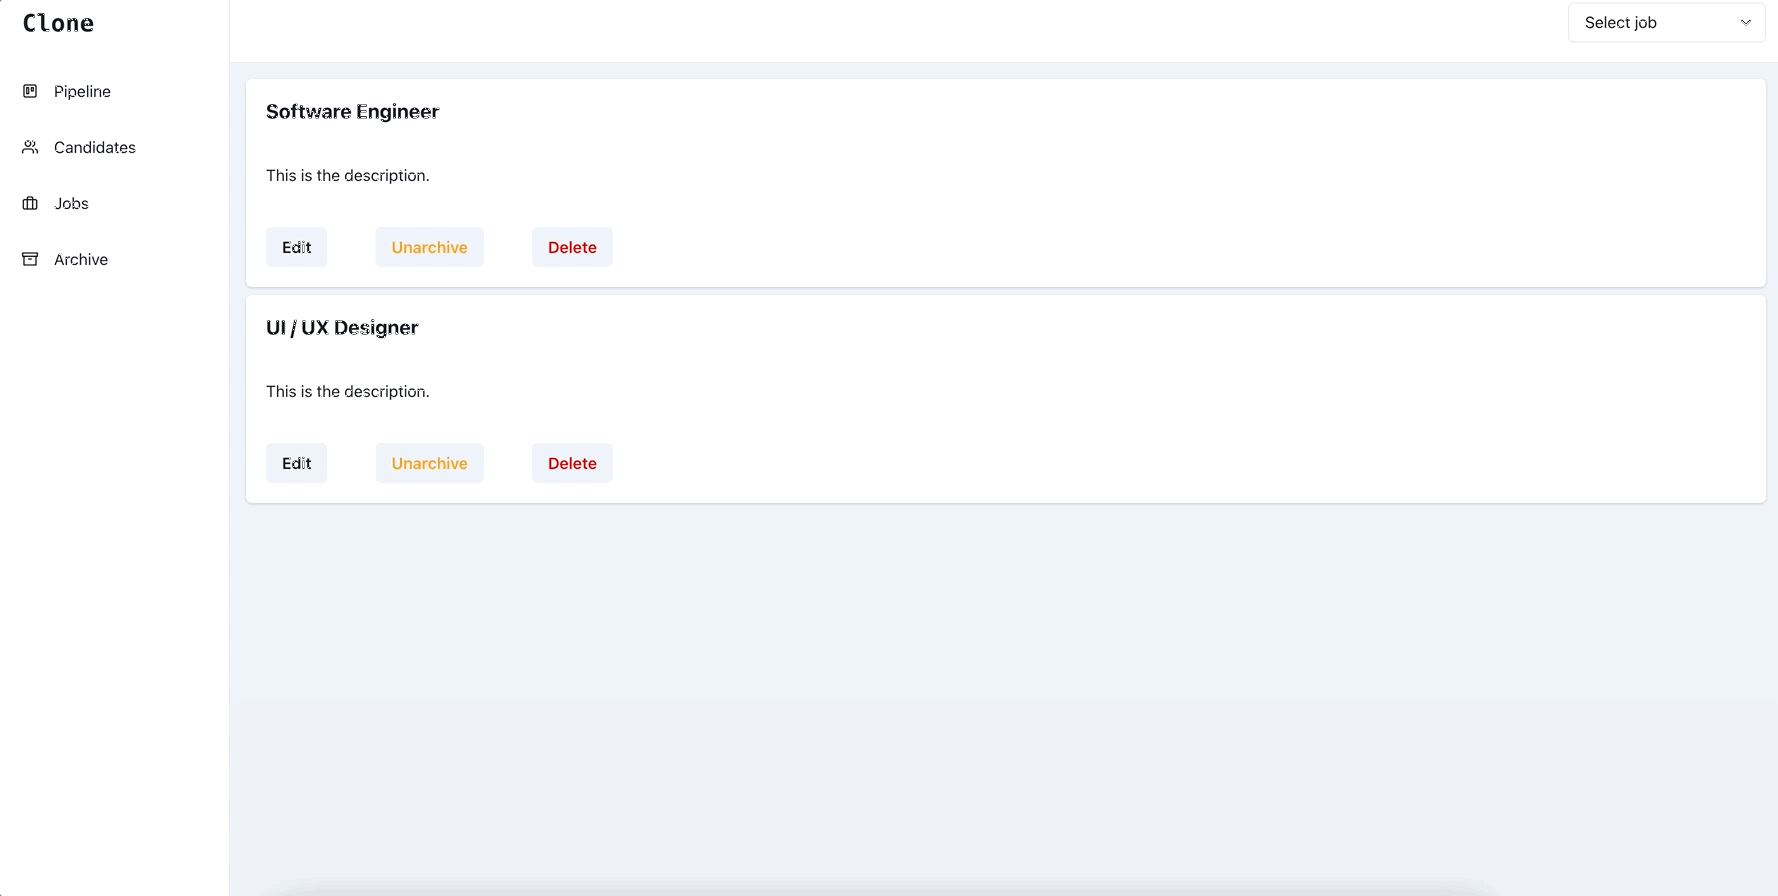 Clone
Select job
Pipeline
Candidates
Jobs
Archive
Software Engineer
This is the description.
Edit
Unarchive
Delete
UI / UX Designer
This is the description.
Edit
Unarchive
Delete